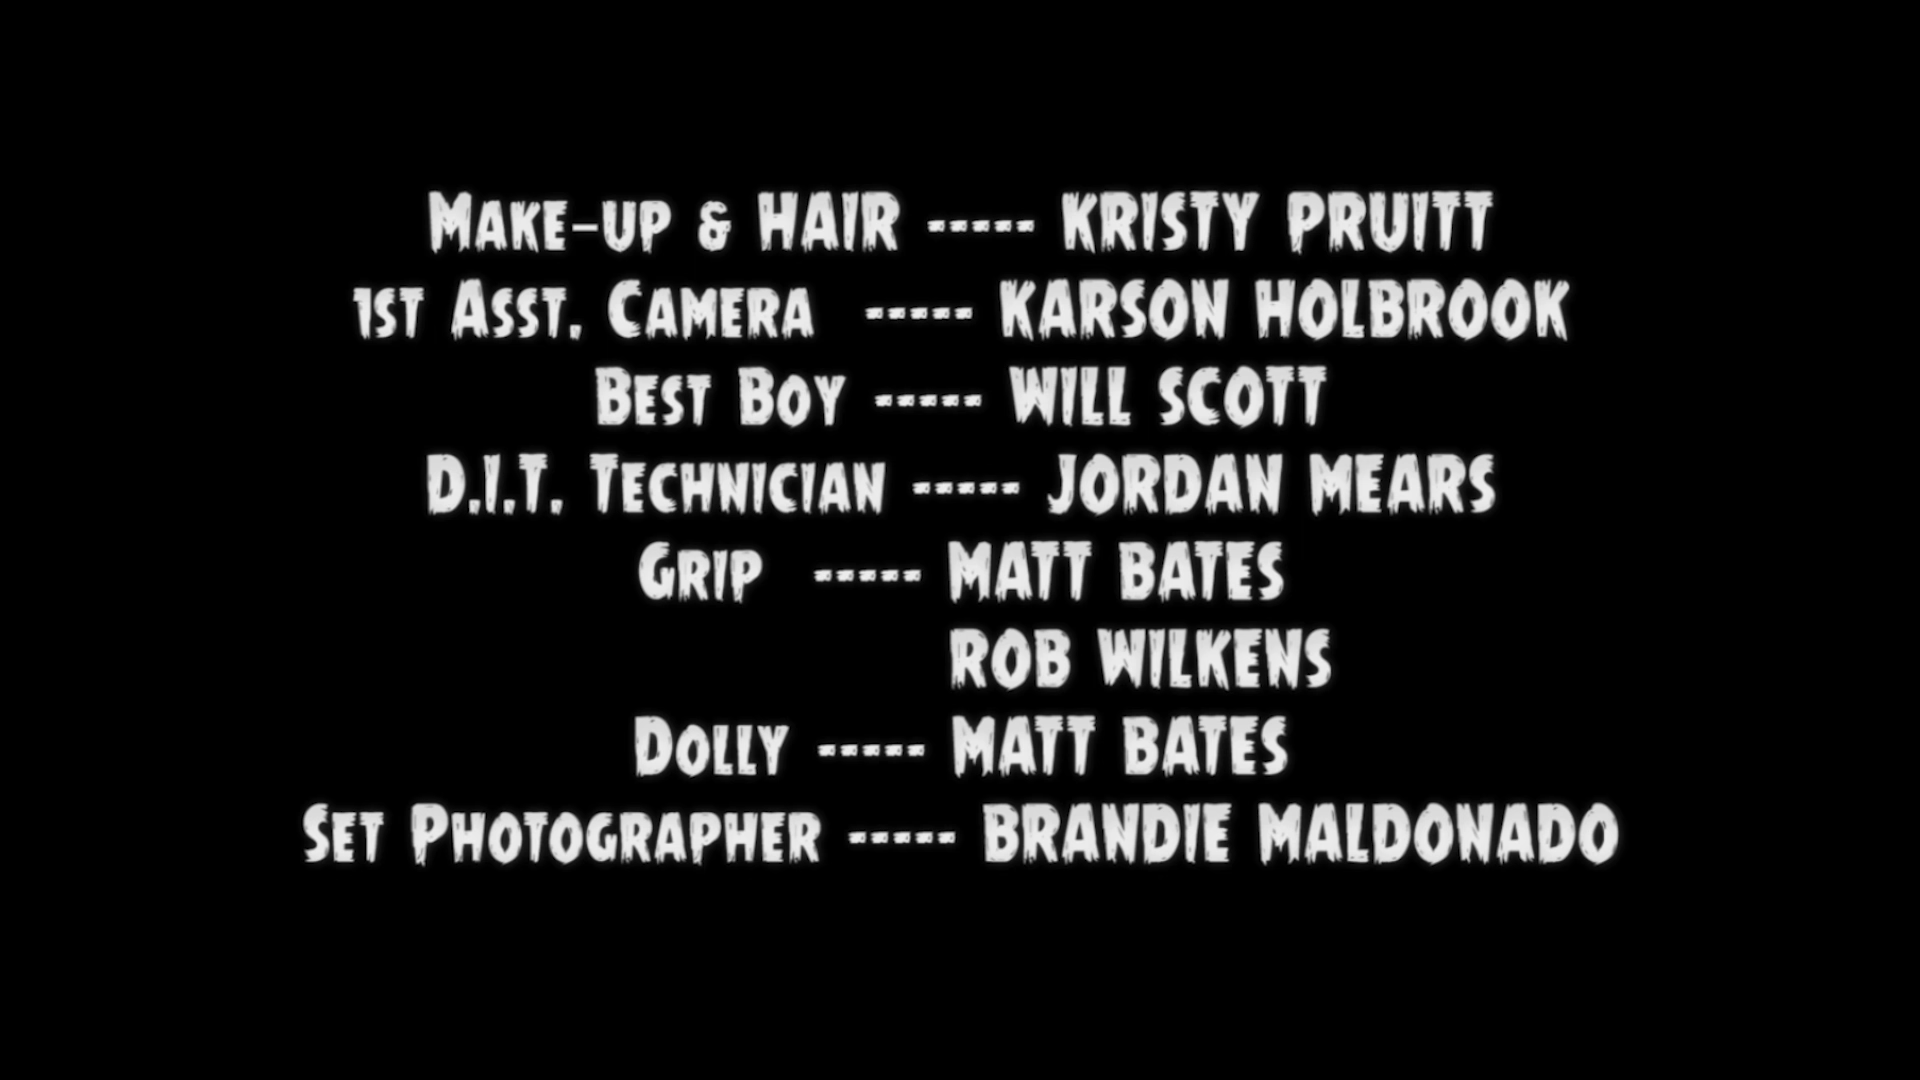 Make-up & HAIR ----- KRISTY PRUITT
1st Asst. Camera ----- KARSON HOLBROOK
Best Boy ----- WILL SCOTT
D.I.T. Technician ----- JORDAN MEARS
Grip ----- MATT BATES
ROB WILKENS
Dolly ----- MATT BATES
Set Photographer ----- BRANDIE MALDONADO